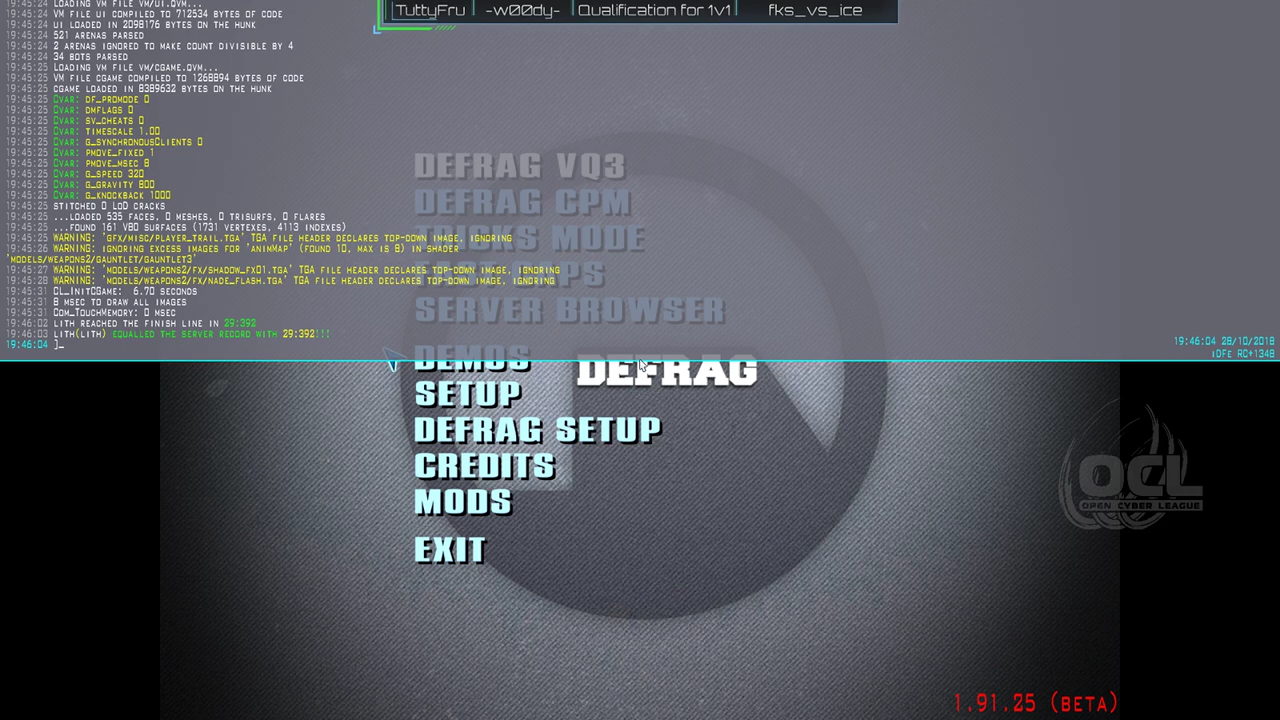 TuttyFru -w00dy- Qualification for 1v1 fks_vs_ice
19:45:24 LOADING VM FILE VM/UI.QVM...
19:45:24 VM FILE UI COMPILED TO 712534 BYTES OF CODE
19:45:24 UI LOADED IN 2098176 BYTES ON THE HUNK
19:45:24 521 ARENAS PARSED
19:45:24 2 ARENAS IGNORED TO MAKE COUNT DIVISIBLE BY 4
19:45:24 34 BOTS PARSED
19:45:25 LOADING VM FILE VM/CGAME.QVM...
19:45:25 VM FILE CGAME COMPILED TO 1268894 BYTES OF CODE
19:45:25 CGAME LOADED IN 8389632 BYTES ON THE HUNK
19:45:25 CVAR: DF_PROMODE 0
19:45:25 CVAR: DMFLAGS 0
19:45:25 CVAR: SV_CHEATS 0
19:45:25 CVAR: TIMESCALE 1.00
19:45:25 CVAR: G_SYNCHRONOUSCLIENTS 0
19:45:25 CVAR: PMOVE_FIXED 1
19:45:25 CVAR: PMOVE_MSEC 8
19:45:25 CVAR: G_SPEED 320
19:45:25 CVAR: G_GRAVITY 800
19:45:25 CVAR: G_KNOCKBACK 1000
19:45:25 STITCHED 0 LOD CRACKS
19:45:25 ...LOADED 535 FACES, 0 MESHES, 0 TRISURFS, 0 FLARES
19:45:25 ...FOUND 161 VBO SURFACES (1731 VERTEXES, 4113 INDEXES)
19:45:25 WARNING: 'GFX/MISC/PLAYER_TRAIL.TGA' TGA FILE HEADER DECLARES TOP-DOWN IMAGE, IGNORING
19:45:26 WARNING: IGNORING EXCESS IMAGES FOR 'ANIMMAP' (FOUND 10, MAX IS 8) IN SHADER
'MODELS/WEAPONS2/GAUNTLET/GAUNTLET3'
19:45:27 WARNING: 'MODELS/WEAPONS2/FX/SHADOW_FX01.TGA' TGA FILE HEADER DECLARES TOP-DOWN IMAGE, IGNORING
19:45:28 WARNING: 'MODELS/WEAPONS2/FX/NADE_FLASH.TGA' TGA FILE HEADER DECLARES TOP-DOWN IMAGE, IGNORING
19:45:31 CL_INITCGAME: 6.70 SECONDS
19:45:31 8 MSEC TO DRAW ALL IMAGES
19:45:31 COM_TOUCHMEMORY: 0 MSEC
19:46:02 LITH REACHED THE FINISH LINE IN 29:392
19:46:03 LITH(LITH) EQUALLED THE SERVER RECORD WITH 29:392!!!
19:46:04 ]_
19:46:04 28/10/2018
IDFE RC+1348
DEFRAG VQ3
DEFRAG CPM
TRICKS MODE
FAST CAPS
SERVER BROWSER
DEMOS
DEFRAG
SETUP
DEFRAG SETUP
CREDITS
MODS
EXIT
OCL
OPEN CYBER LEAGUE
1.91.25 (BETA)